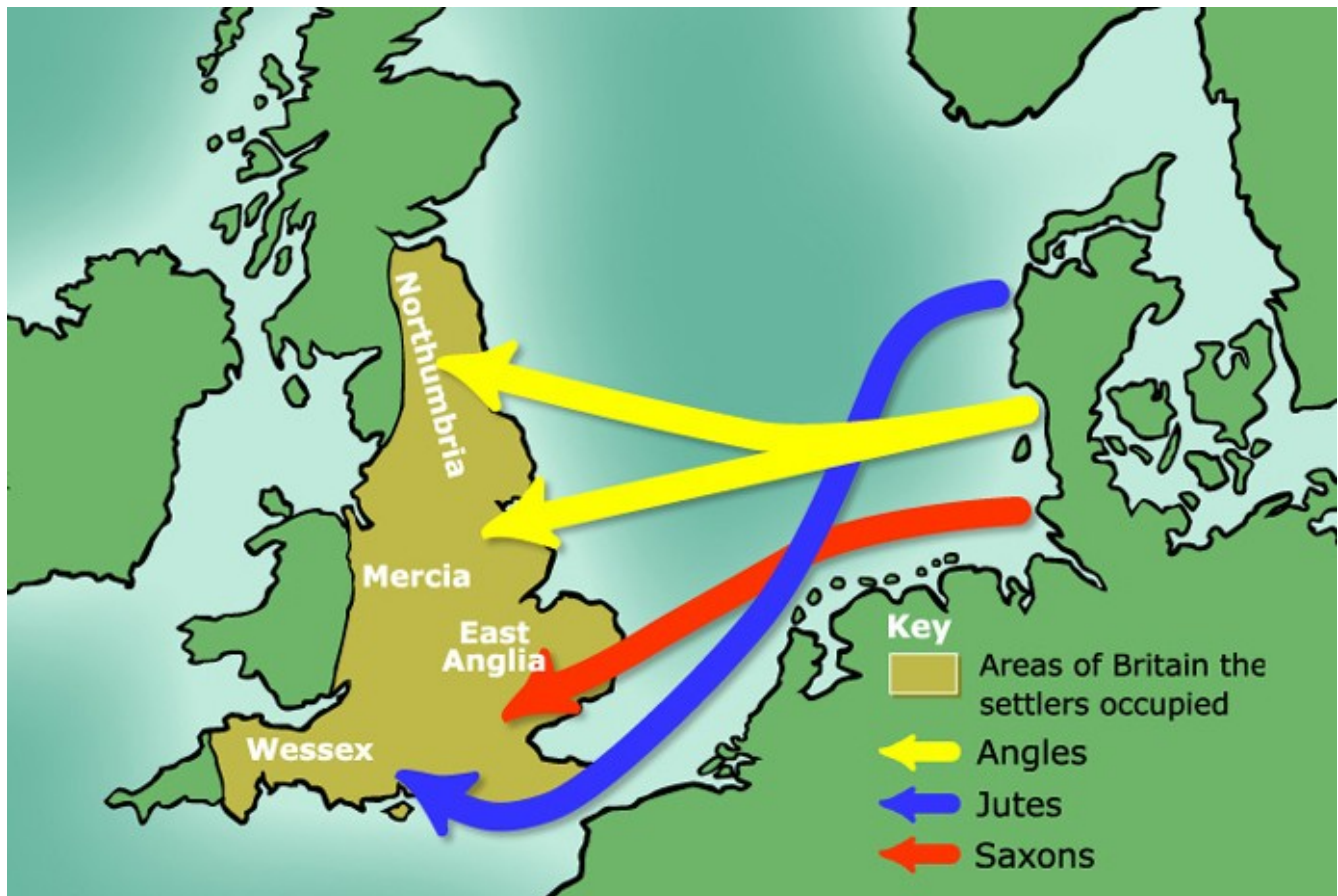 Northumbria
Mercia
East
Anglia
Wessex
Key
Areas of Britain the
settlers occupied
Angles
Jutes
Saxons